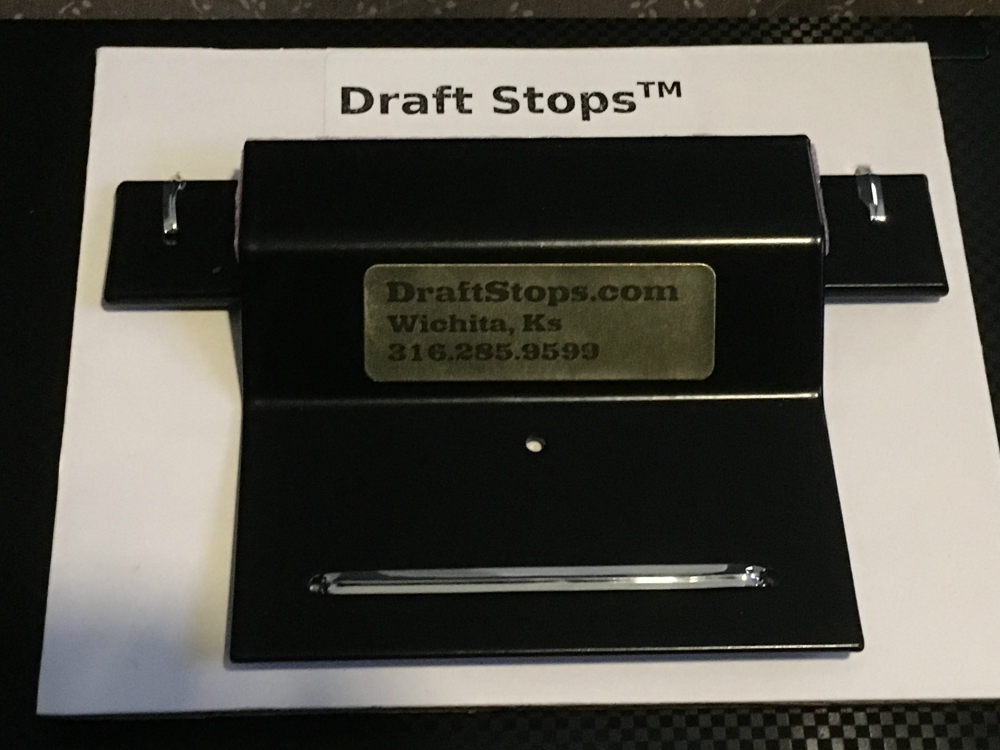 Draft Stops™
DraftStops.com
Wichita, Ks
316.285.9599